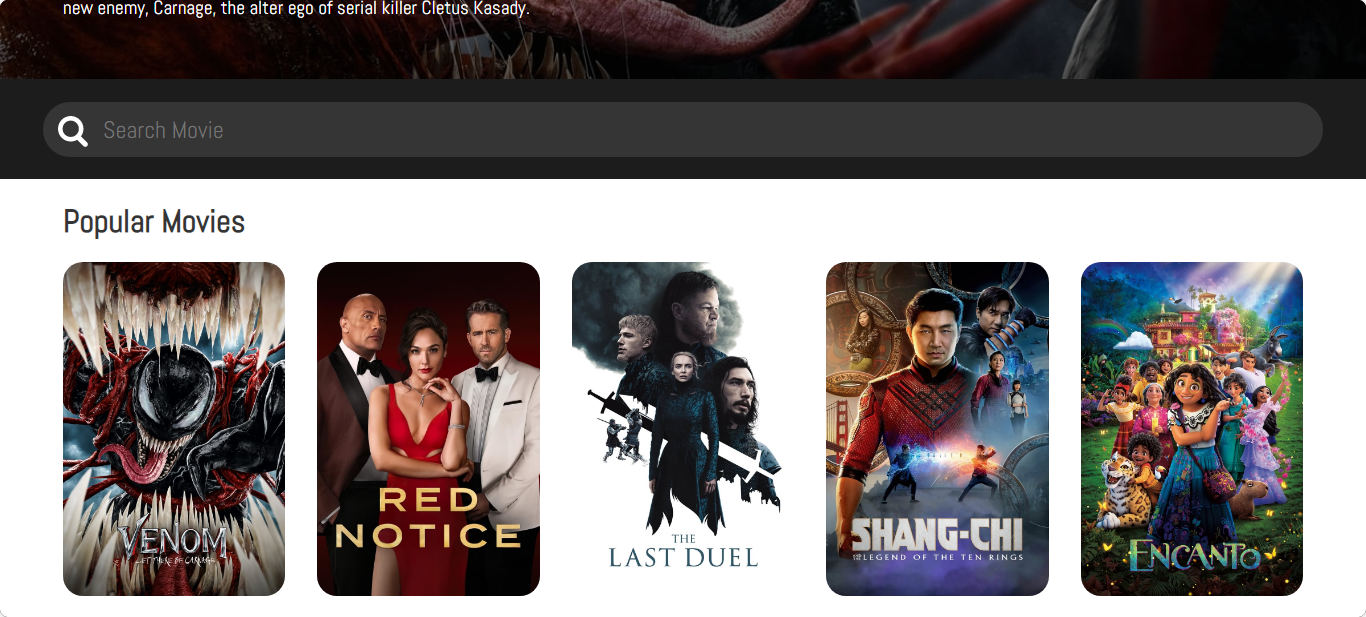 new enemy, Carnage, the alter ego of serial killer Cletus Kasady.
Search Movie
Popular Movies
VENOM
LET THERE BE CARNAGE
RED
NOTICE
THE
LAST DUEL
SHANG-CHI
AND THE LEGEND OF THE TEN RINGS
ENCANTO